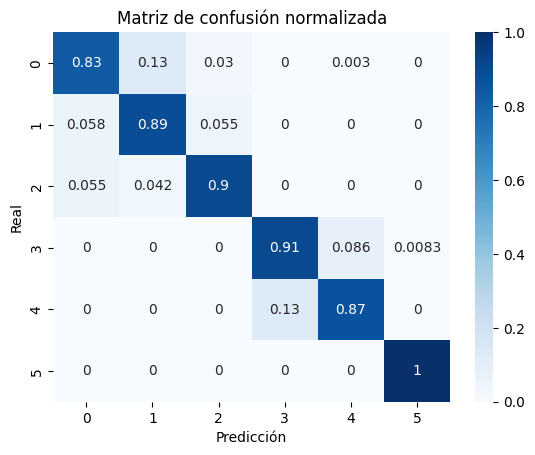 Matriz de confusión normalizada
1.0
0 0.83 0.13 0.03 0 0.003 0
1 0.058 0.89 0.055 0 0 0
0.8
2 0.055 0.042 0.9 0 0 0
0.6
Real
3 0 0 0 0.91 0.086 0.0083
0.4
4 0 0 0 0.13 0.87 0
0.2
5 0 0 0 0 0 1
0.0
0 1 2 3 4 5
Predicción